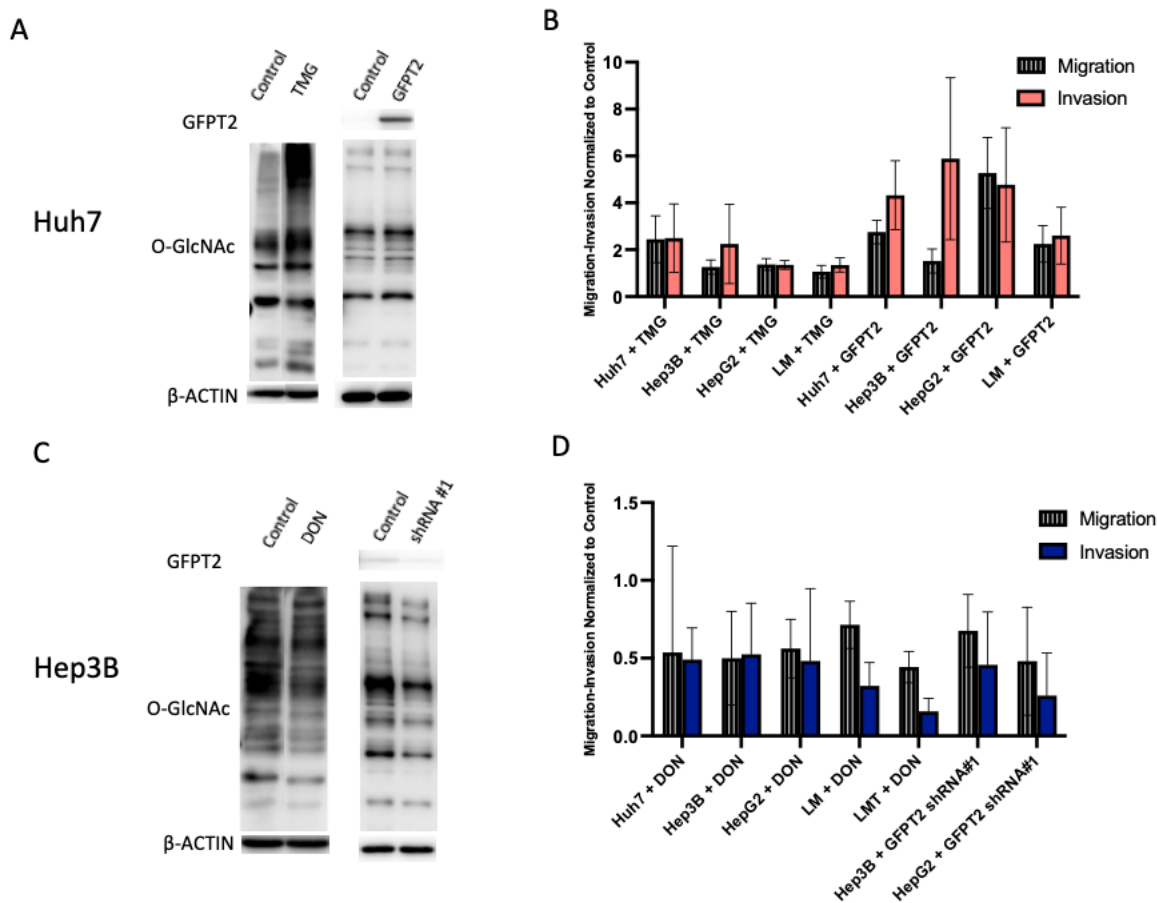 A
Control
TMG
Control
GFPT2
GFPT2
Huh7
O-GlcNAc
β-ACTIN
B
Migration-Invasion Normalized to Control
10
8
6
4
2
0
Migration
Invasion
Huh7 + TMG
Hep3B + TMG
HepG2 + TMG
LM + TMG
Huh7 + GFPT2
Hep3B + GFPT2
HepG2 + GFPT2
LM + GFPT2
C
Control
DON
Control
shRNA #1
GFPT2
Hep3B
O-GlcNAc
β-ACTIN
D
Migration-Invasion Normalized to Control
1.5
1.0
0.5
0.0
Migration
Invasion
Huh7 + DON
Hep3B + DON
HepG2 + DON
LM + DON
LMT + DON
Hep3B + GFPT2 shRNA#1
HepG2 + GFPT2 shRNA#1